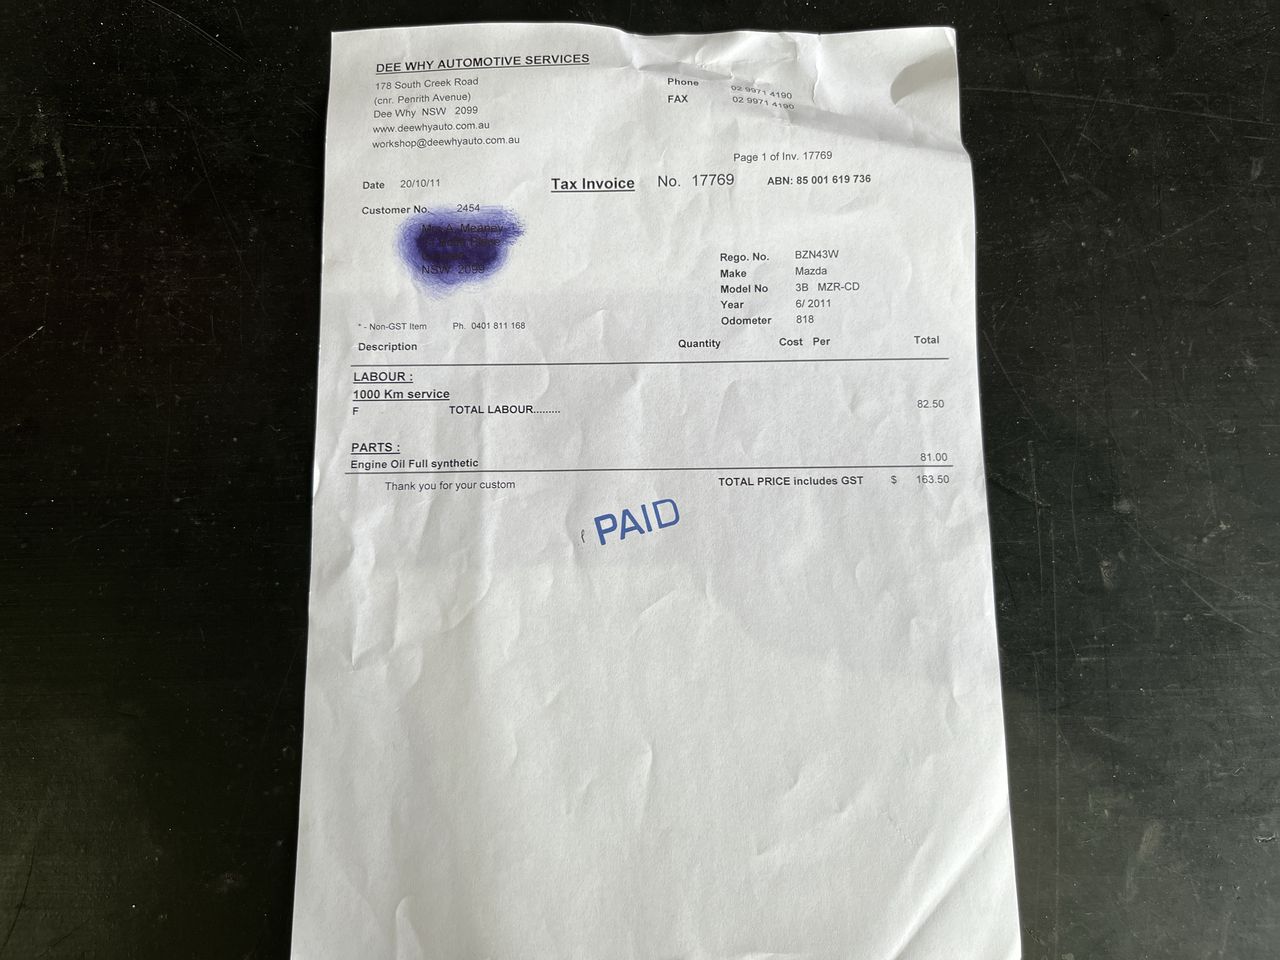 DEE WHY AUTOMOTIVE SERVICES
178 South Creek Road
(cnr. Penrith Avenue)
Dee Why NSW 2099
www.deewhyauto.com.au
workshop@deewhyauto.com.au
Phone 02 9971 4190
FAX 02 9971 4190
Page 1 of Inv. 17769
Date 20/10/11
Tax Invoice No. 17769 ABN: 85 001 619 736
Customer No. 2454
A. Meaney
NSW 2099
Rego. No. BZN43W
Make Mazda
Model No 3B MZR-CD
Year 6/ 2011
Odometer 818
* - Non-GST Item Ph. 0401 811 168
Description Quantity Cost Per Total
LABOUR :
1000 Km service
F TOTAL LABOUR......... 82.50
PARTS :
Engine Oil Full synthetic 81.00
Thank you for your custom TOTAL PRICE includes GST $ 163.50
PAID